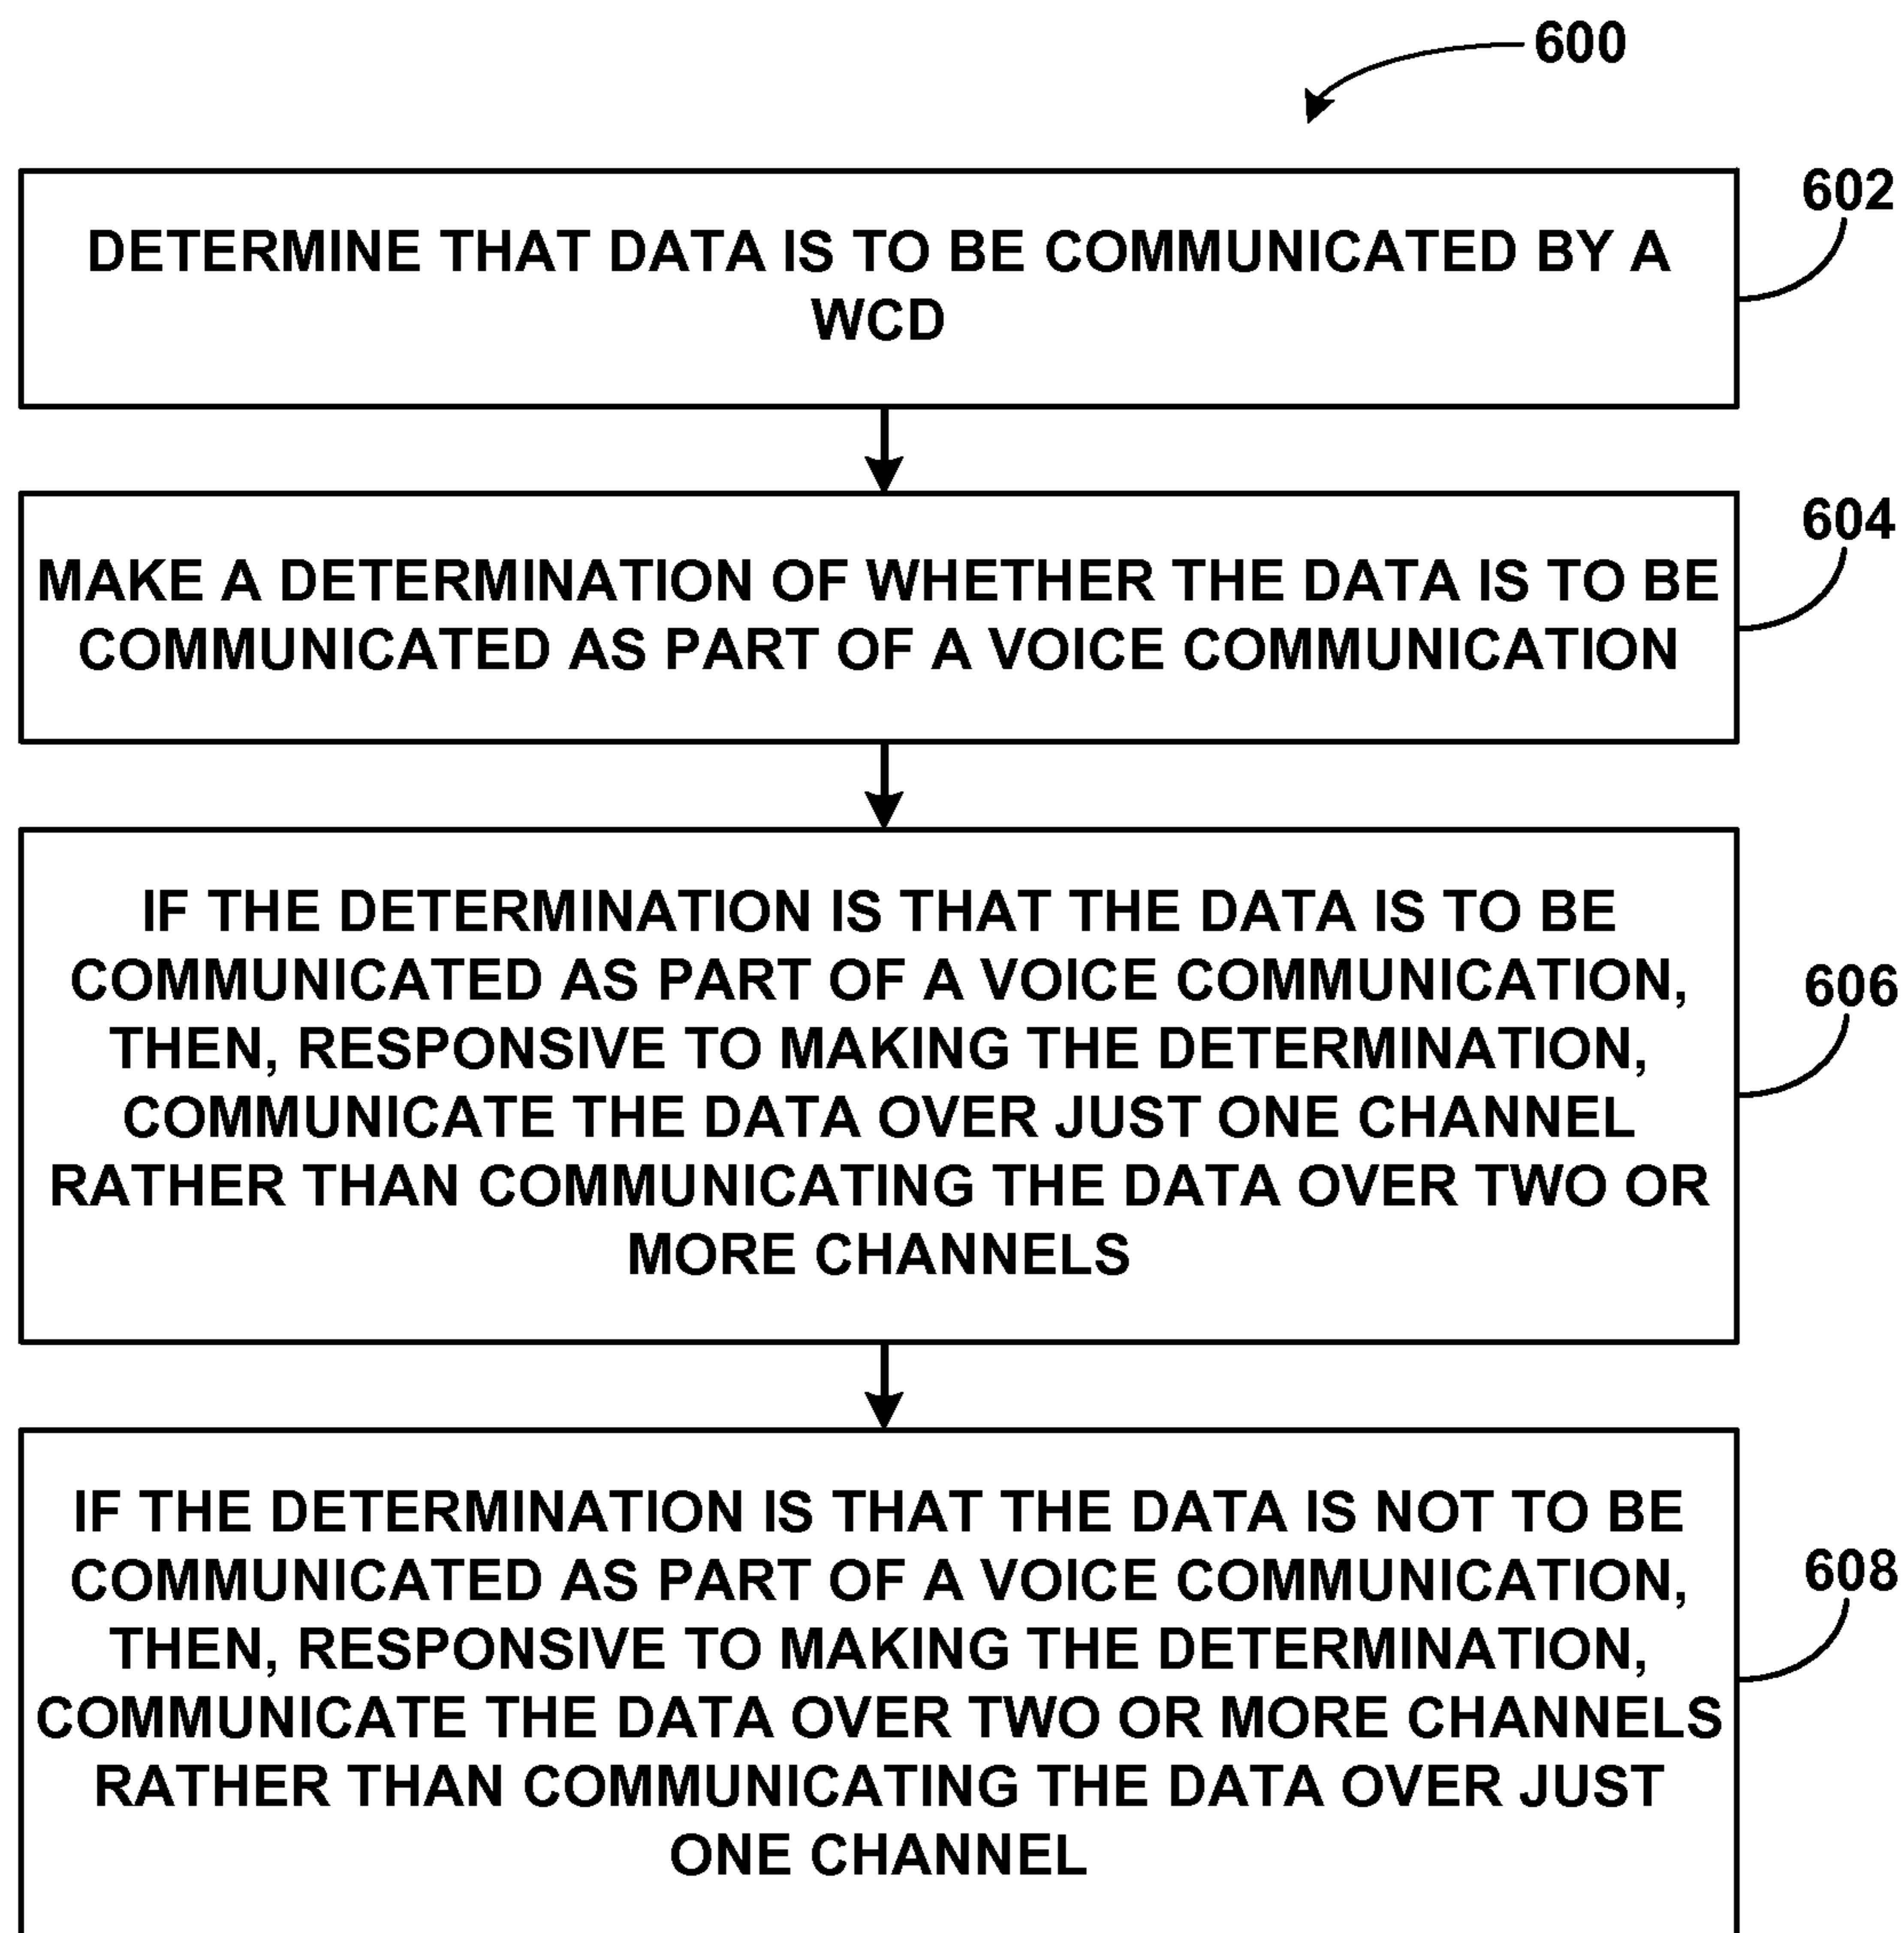 600
602
DETERMINE THAT DATA IS TO BE COMMUNICATED BY A
WCD
604
MAKE A DETERMINATION OF WHETHER THE DATA IS TO BE
COMMUNICATED AS PART OF A VOICE COMMUNICATION
606
IF THE DETERMINATION IS THAT THE DATA IS TO BE
COMMUNICATED AS PART OF A VOICE COMMUNICATION,
THEN, RESPONSIVE TO MAKING THE DETERMINATION,
COMMUNICATE THE DATA OVER JUST ONE CHANNEL
RATHER THAN COMMUNICATING THE DATA OVER TWO OR
MORE CHANNELS
608
IF THE DETERMINATION IS THAT THE DATA IS NOT TO BE
COMMUNICATED AS PART OF A VOICE COMMUNICATION,
THEN, RESPONSIVE TO MAKING THE DETERMINATION,
COMMUNICATE THE DATA OVER TWO OR MORE CHANNELS
RATHER THAN COMMUNICATING THE DATA OVER JUST
ONE CHANNEL